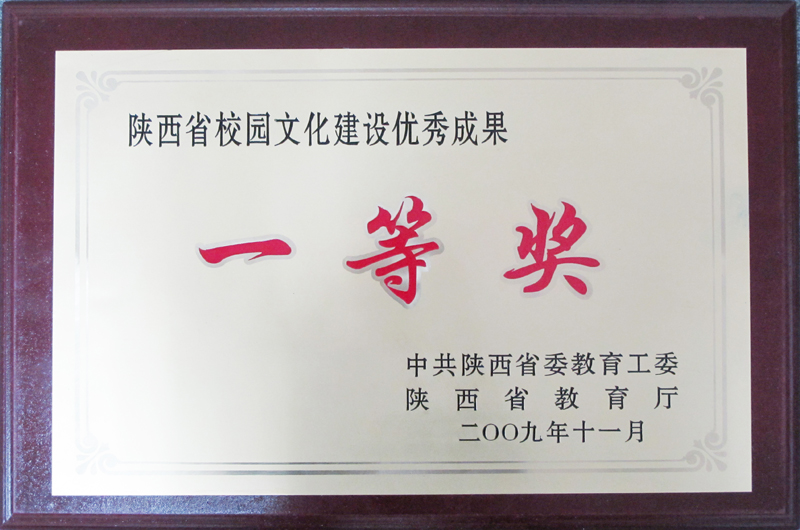 陕西省校园文化建设优秀成果
一等奖
中共陕西省委教育工委
陕西省教育厅
二〇〇九年十一月